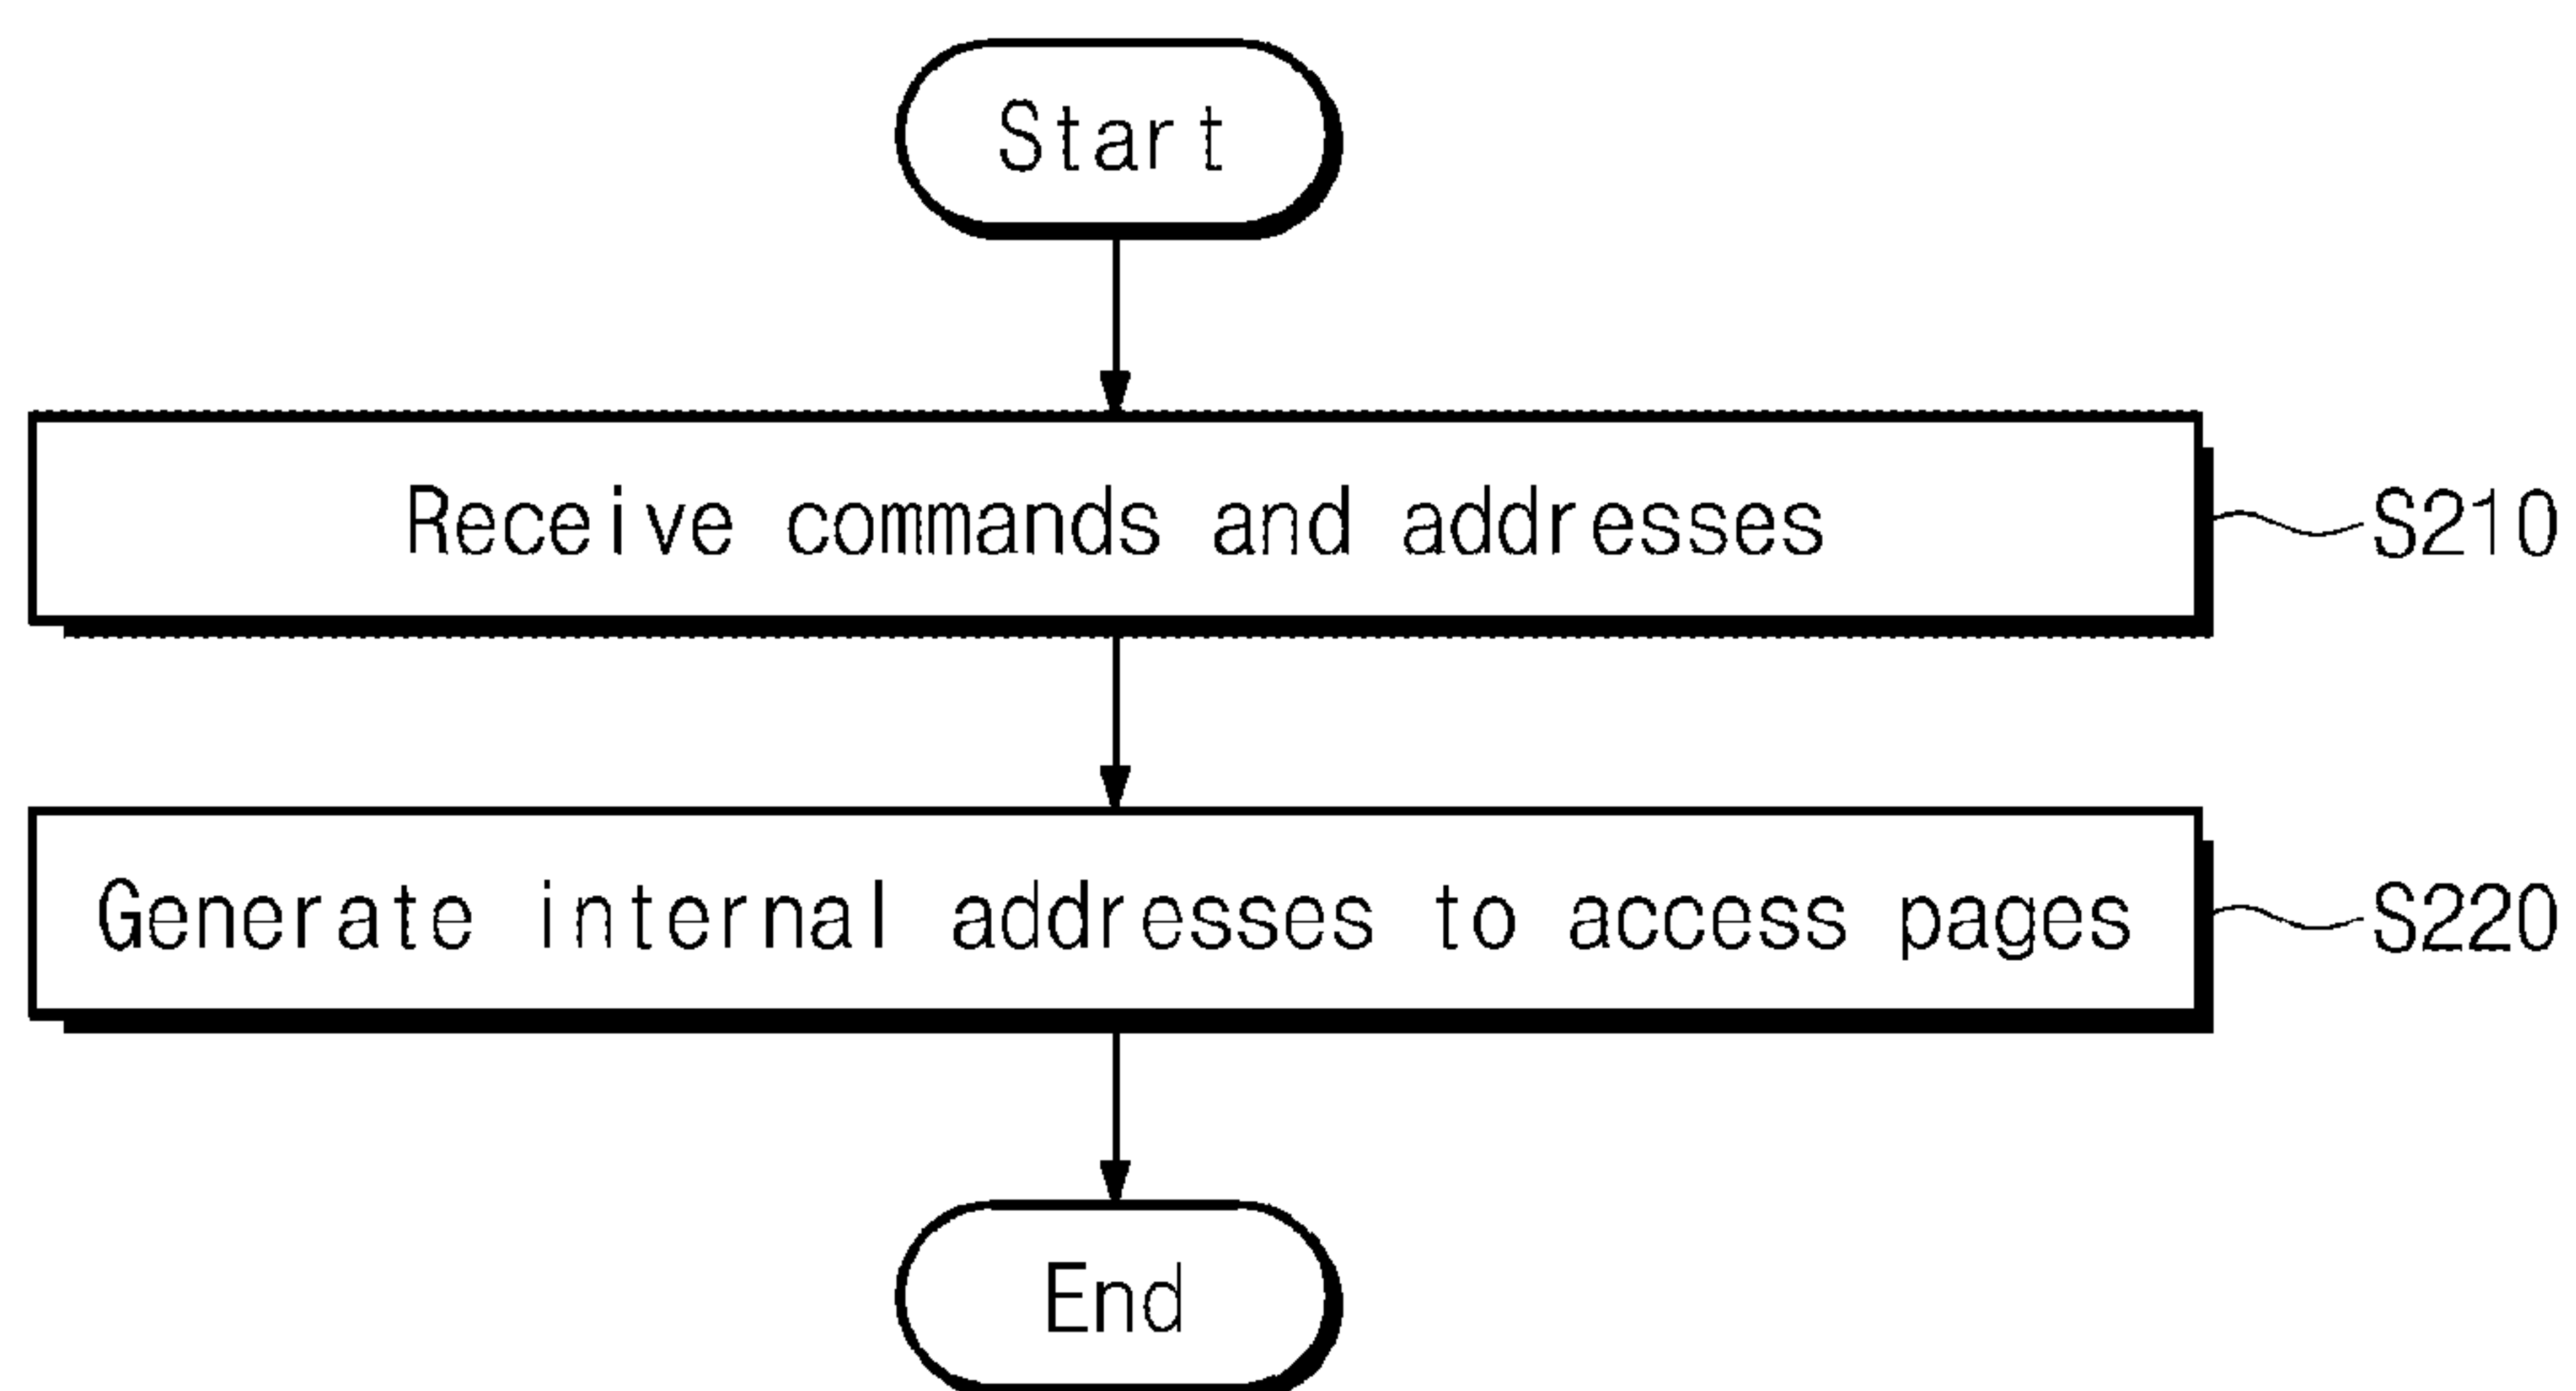 Start
Receive commands and addresses
S210
Generate internal addresses to access pages
S220
End